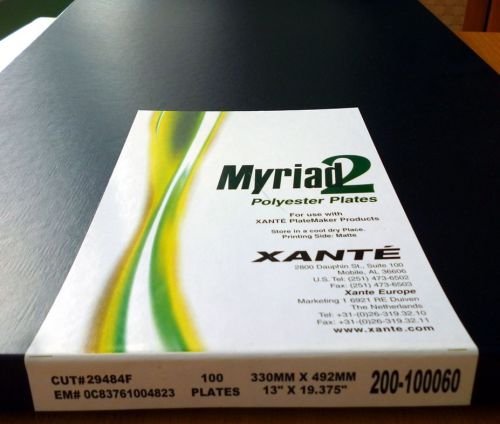 Myriad 2
Polyester Plates
For use with
XANTÉ PlateMaker Products
Store in a cool dry Place.
Printing Side: Matte
XANTÉ
2800 Dauphin St., Suite 100
Mobile, AL 36606
U.S. Tel: (251) 473-6502
Fax: (251) 473-6503
Xante Europe
Marketing 1 6921 RE Duiven
The Netherlands
Tel: +31-(0)26-319.32.10
Fax: +31-(0)26-319.32.11
www.xante.com
CUT#29484F 100 330MM X 492MM 200-100060
EM# 0C83761004823 PLATES 13" X 19.375"